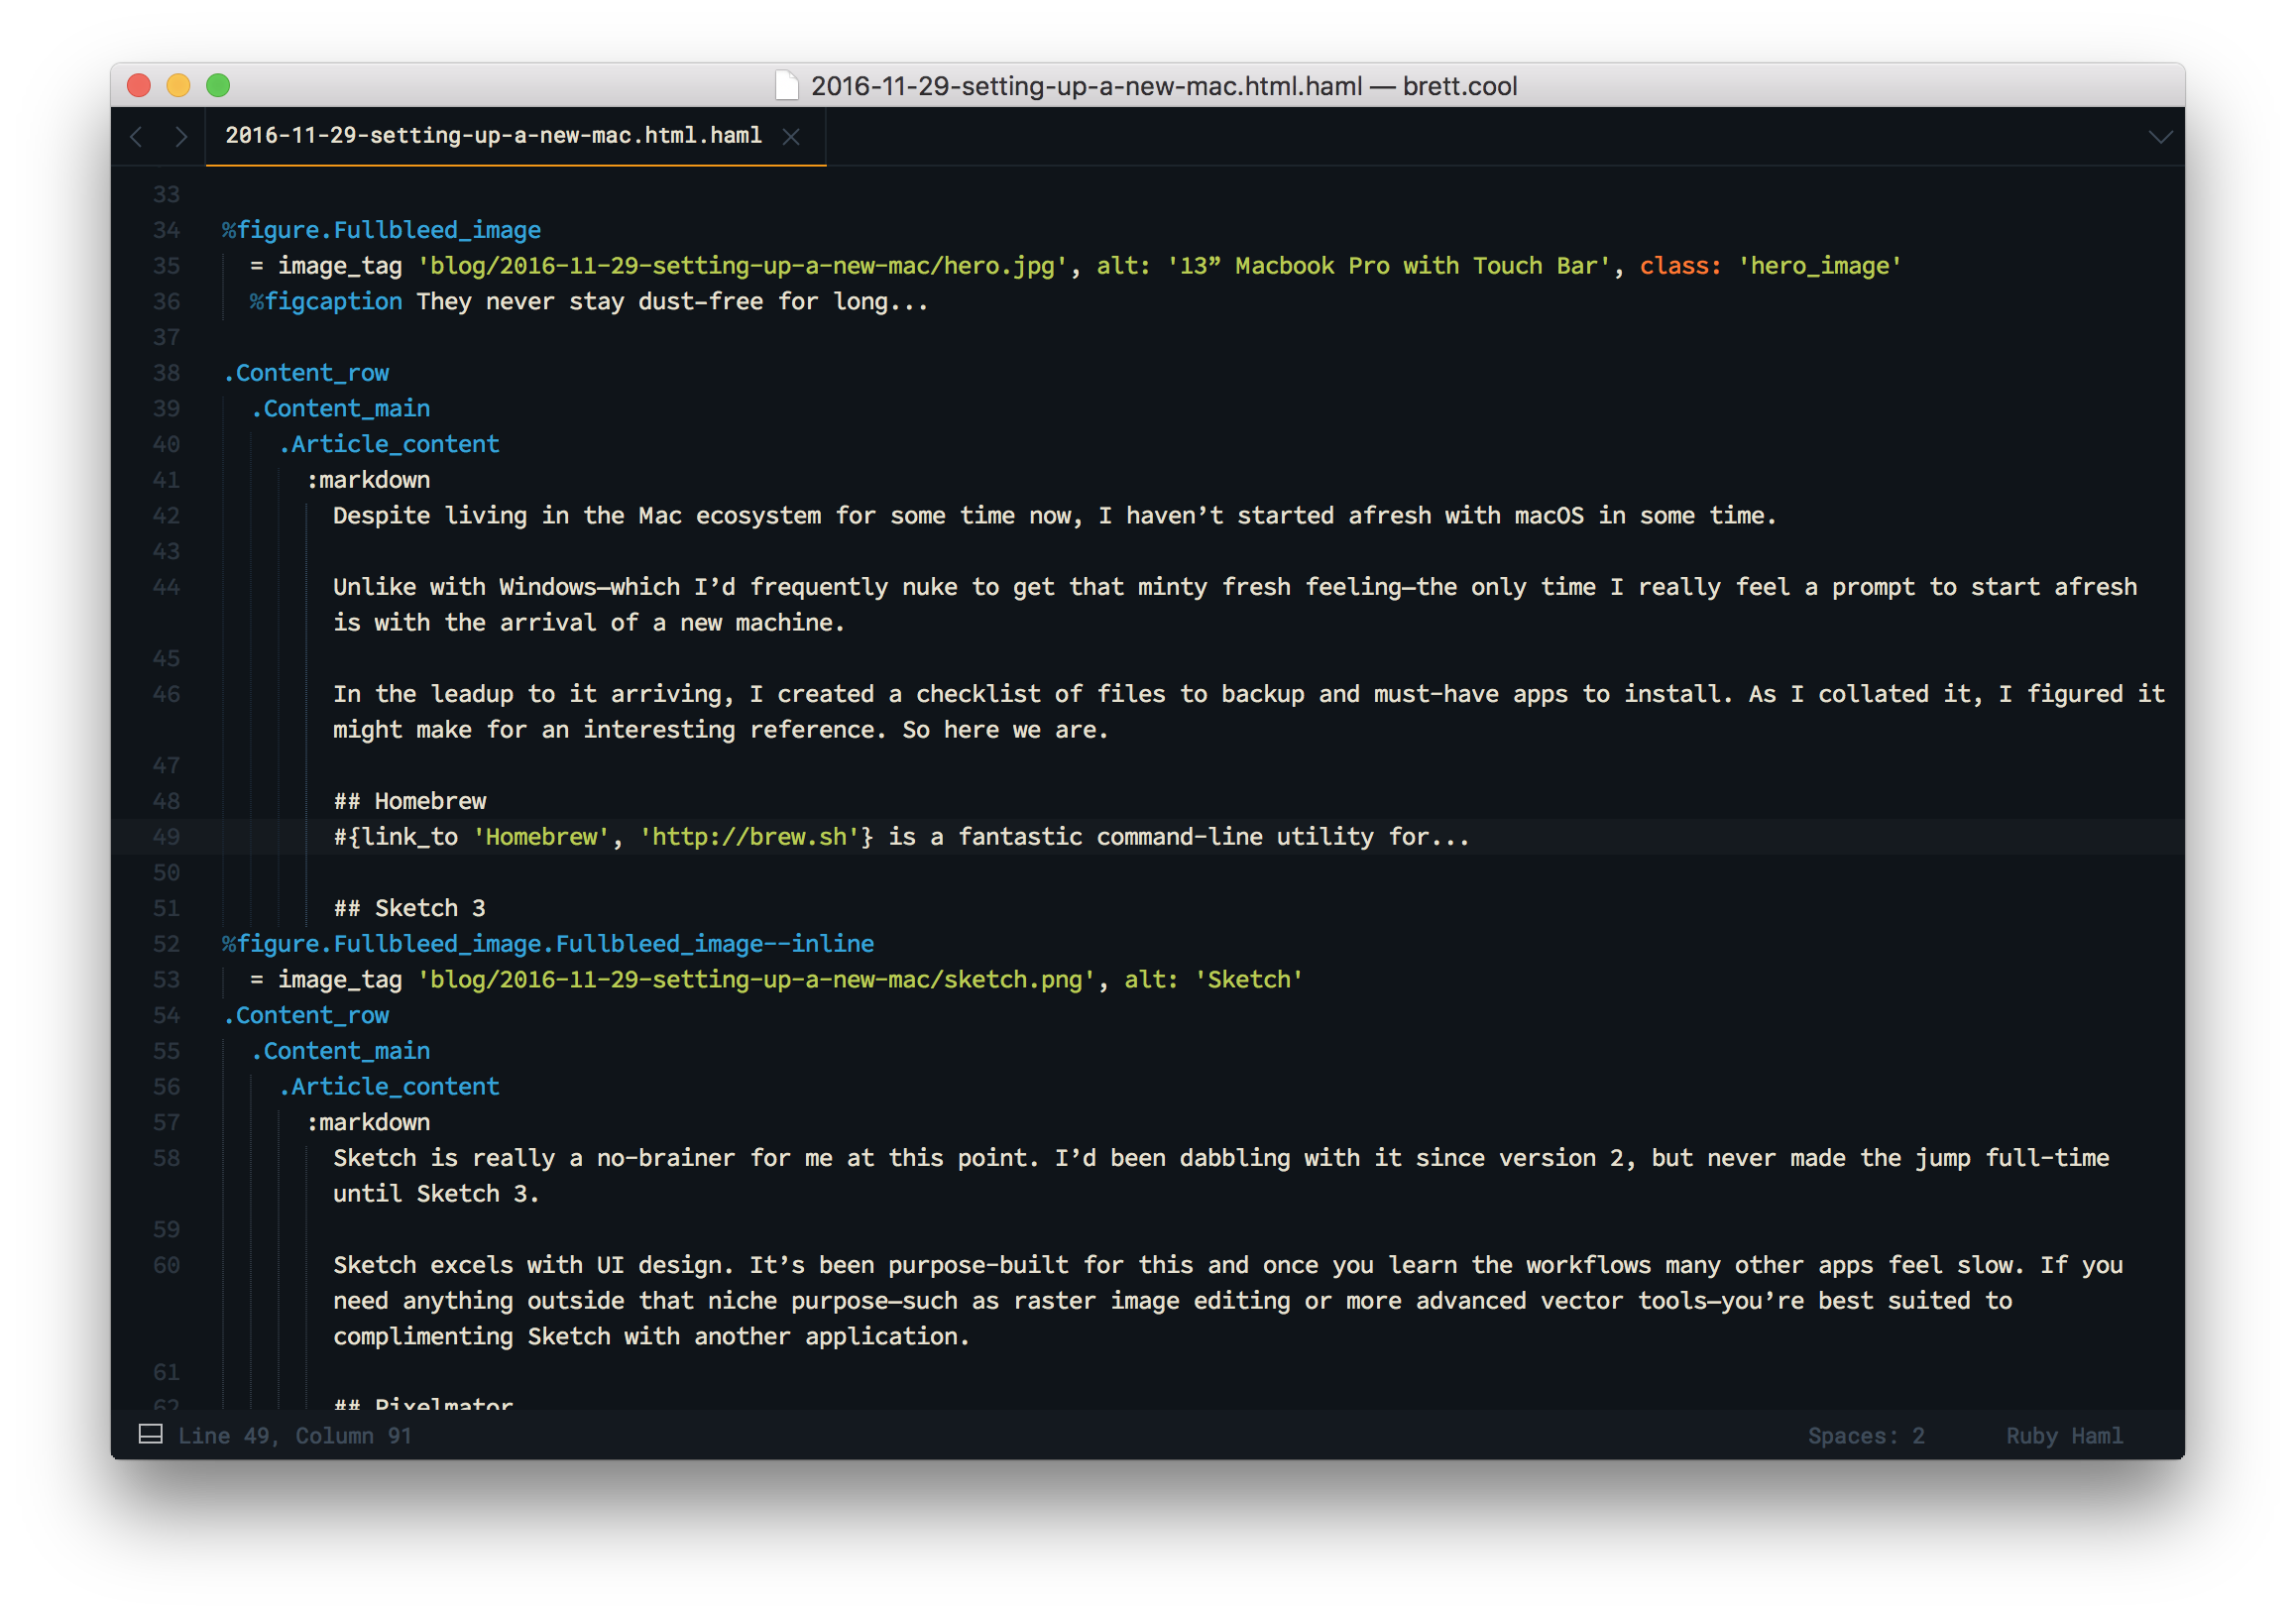 2016-11-29-setting-up-a-new-mac.html.haml — brett.cool
2016-11-29-setting-up-a-new-mac.html.haml
33
34 %figure.Fullbleed_image
35 = image_tag 'blog/2016-11-29-setting-up-a-new-mac/hero.jpg', alt: '13” Macbook Pro with Touch Bar', class: 'hero_image'
36 %figcaption They never stay dust–free for long...
37
38 .Content_row
39 .Content_main
40 .Article_content
41 :markdown
42 Despite living in the Mac ecosystem for some time now, I haven’t started afresh with macOS in some time.
43
44 Unlike with Windows—which I’d frequently nuke to get that minty fresh feeling—the only time I really feel a prompt to start afresh
is with the arrival of a new machine.
45
46 In the leadup to it arriving, I created a checklist of files to backup and must-have apps to install. As I collated it, I figured it
might make for an interesting reference. So here we are.
47
48 ## Homebrew
49 #{link_to 'Homebrew', 'http://brew.sh'} is a fantastic command-line utility for...
50
51 ## Sketch 3
52 %figure.Fullbleed_image.Fullbleed_image--inline
53 = image_tag 'blog/2016-11-29-setting-up-a-new-mac/sketch.png', alt: 'Sketch'
54 .Content_row
55 .Content_main
56 .Article_content
57 :markdown
58 Sketch is really a no-brainer for me at this point. I’d been dabbling with it since version 2, but never made the jump full-time
until Sketch 3.
59
60 Sketch excels with UI design. It’s been purpose-built for this and once you learn the workflows many other apps feel slow. If you
need anything outside that niche purpose—such as raster image editing or more advanced vector tools—you’re best suited to
complimenting Sketch with another application.
61
62 ## Pixelmator
Line 49, Column 91
Spaces: 2
Ruby Haml